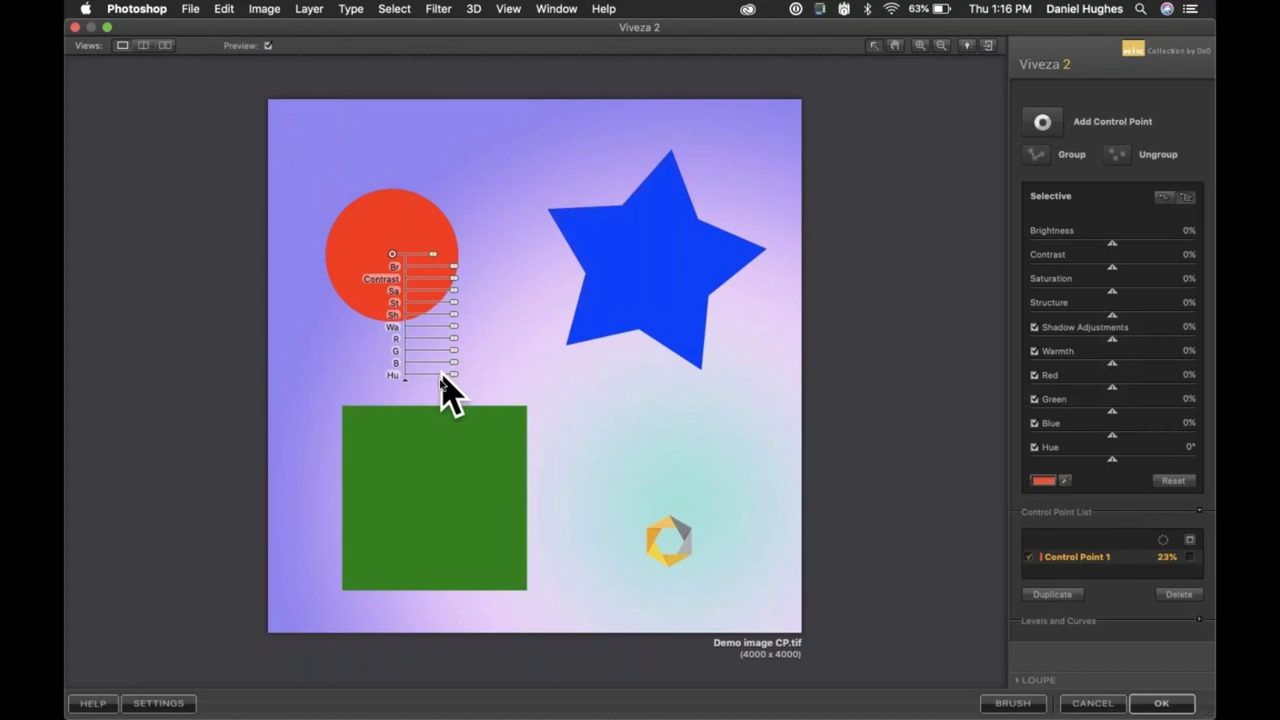 Photoshop File Edit Image Layer Type Select Filter 3D View Window Help 63% Thu 1:16 PM Daniel Hughes
Viveza 2
Views: Preview:
Nik Collection by DxO
Viveza 2
Add Control Point
Group Ungroup
Selective
Brightness 0%
Contrast 0%
Saturation 0%
Structure 0%
Shadow Adjustments 0%
Warmth 0%
Red 0%
Green 0%
Blue 0%
Hue 0°
Reset
Control Point List
Control Point 1 23%
Duplicate Delete
Levels and Curves
LOUPE
Br
Contrast
Sa
St
Sh
Wa
R
G
B
Hu
Demo image CP.tif
(4000 x 4000)
HELP SETTINGS BRUSH CANCEL OK